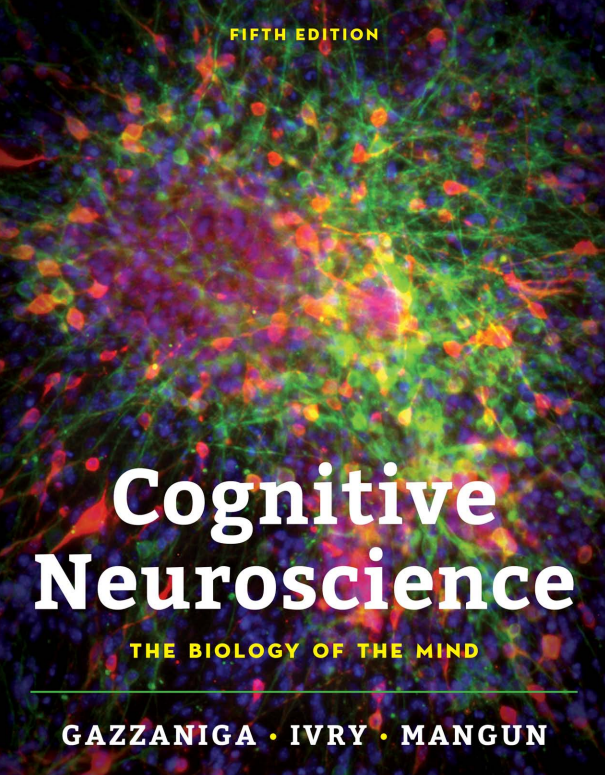 FIFTH EDITION
Cognitive
Neuroscience
THE BIOLOGY OF THE MIND
GAZZANIGA • IVRY • MANGUN